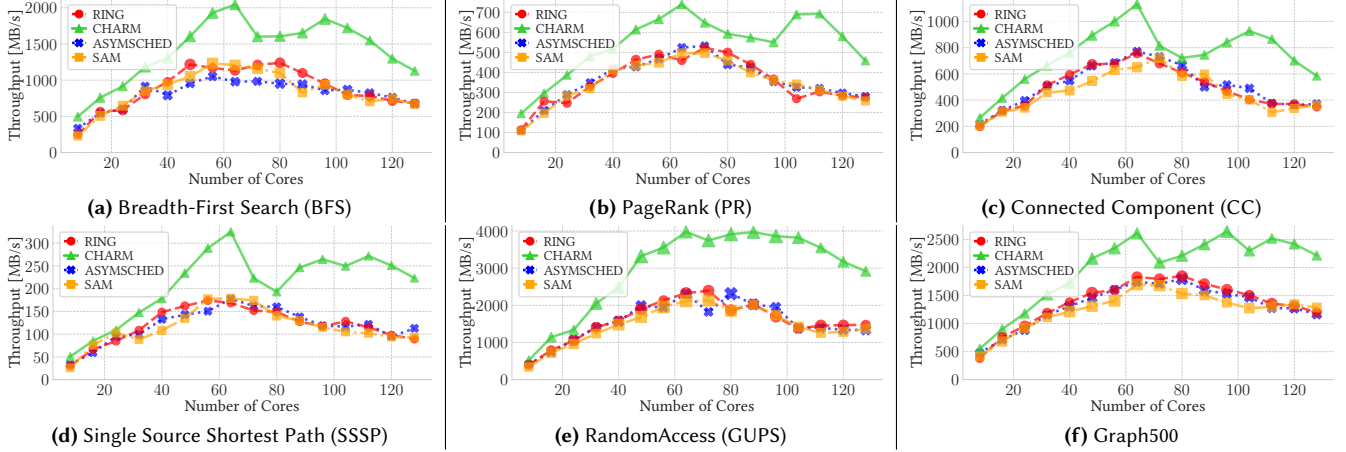 2000
1500
1000
500
0
Throughput [MB/s]
RING
CHARM
ASYMSCHED
SAM
20 40 60 80 100 120
Number of Cores
(a) Breadth-First Search (BFS)
700
600
500
400
300
200
100
0
Throughput [MB/s]
RING
CHARM
ASYMSCHED
SAM
20 40 60 80 100 120
Number of Cores
(b) PageRank (PR)
1000
800
600
400
200
0
Throughput [MB/s]
RING
CHARM
ASYMSCHED
SAM
20 40 60 80 100 120
Number of Cores
(c) Connected Component (CC)
300
250
200
150
100
50
0
Throughput [MB/s]
RING
CHARM
ASYMSCHED
SAM
20 40 60 80 100 120
Number of Cores
(d) Single Source Shortest Path (SSSP)
4000
3000
2000
1000
0
Throughput [MB/s]
RING
CHARM
ASYMSCHED
SAM
20 40 60 80 100 120
Number of Cores
(e) RandomAccess (GUPS)
2500
2000
1500
1000
500
0
Throughput [MB/s]
RING
CHARM
ASYMSCHED
SAM
20 40 60 80 100 120
Number of Cores
(f) Graph500